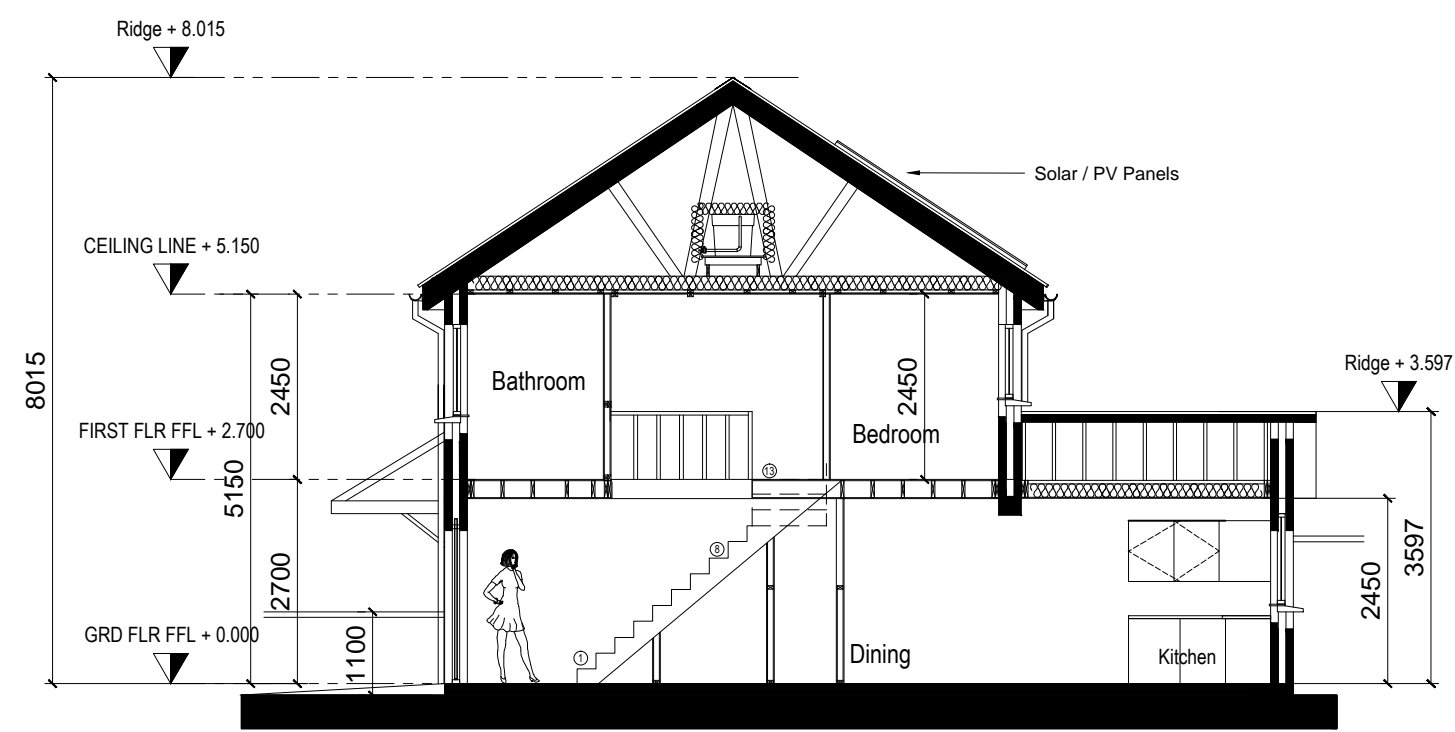 Ridge + 8.015
Solar / PV Panels
CEILING LINE + 5.150
8015
2450
2450
Bathroom
Ridge + 3.597
FIRST FLR FFL + 2.700
Bedroom
5150
13
8
3597
2700
2450
GRD FLR FFL + 0.000
1100
1
Dining
Kitchen